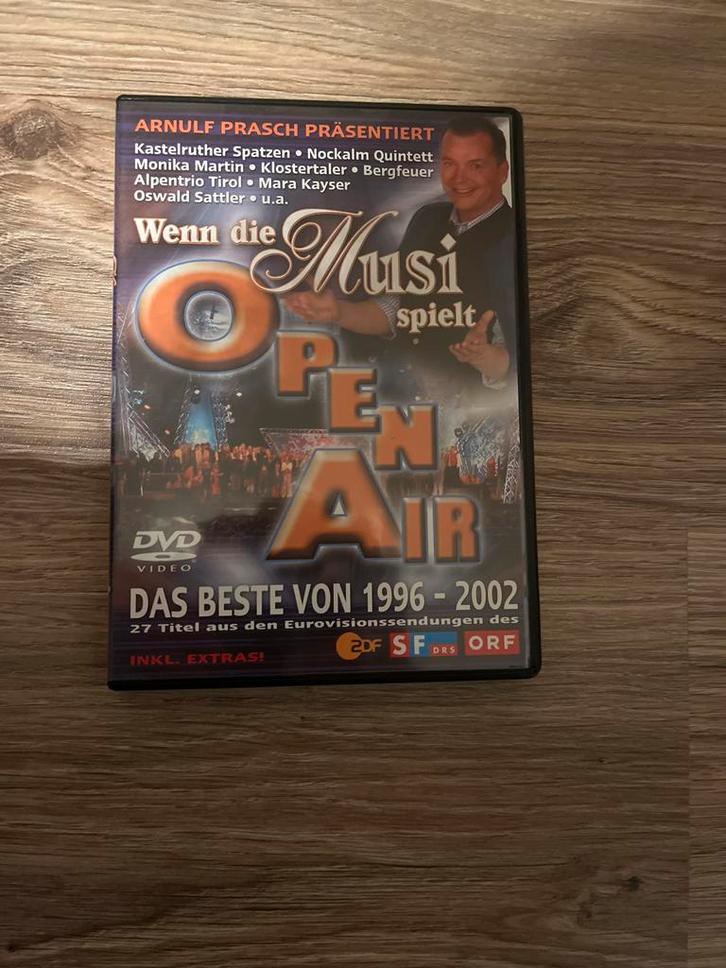 ARNULF PRASCH PRÄSENTIERT
Kastelruther Spatzen • Nockalm Quintett
Monika Martin • Klostertaler • Bergfeuer
Alpentrio Tirol • Mara Kayser
Oswald Sattler • u.a.
Wenn die Musi
spielt
OPEN
AIR
DVD
VIDEO
DAS BESTE VON 1996 - 2002
27 Titel aus den Eurovisionssendungen des
ZDF SF DRS ORF
INKL. EXTRAS!